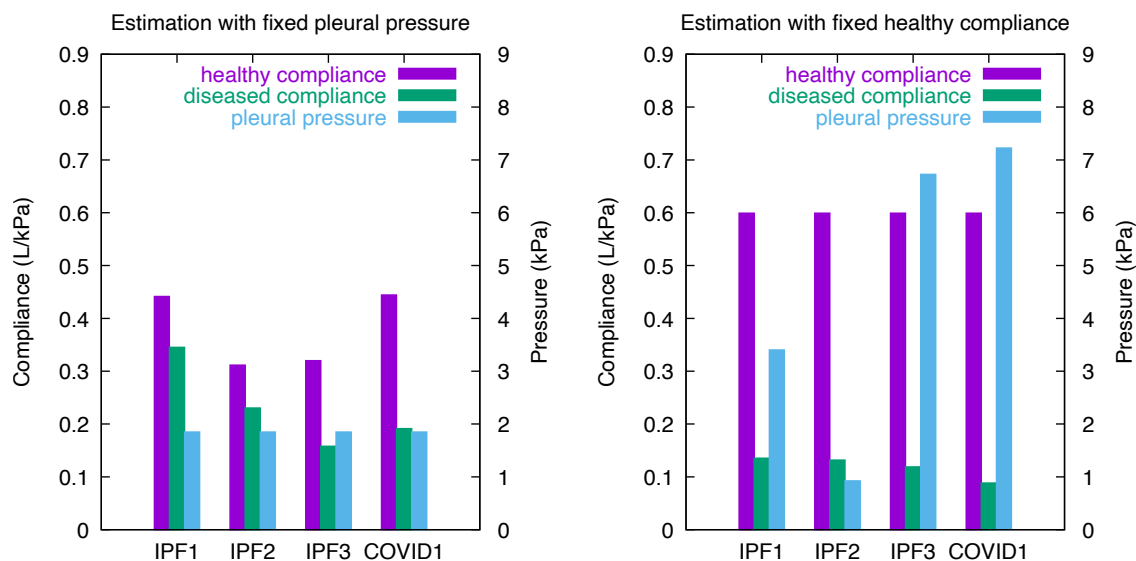 Estimation with fixed pleural pressure
0.9
0.8
0.7
0.6
0.5
0.4
0.3
0.2
0.1
0
Compliance (L/kPa)
healthy compliance
diseased compliance
pleural pressure
9
8
7
6
5
4
3
2
1
0
Pressure (kPa)
IPF1 IPF2 IPF3 COVID1
Estimation with fixed healthy compliance
0.9
0.8
0.7
0.6
0.5
0.4
0.3
0.2
0.1
0
Compliance (L/kPa)
healthy compliance
diseased compliance
pleural pressure
9
8
7
6
5
4
3
2
1
0
Pressure (kPa)
IPF1 IPF2 IPF3 COVID1